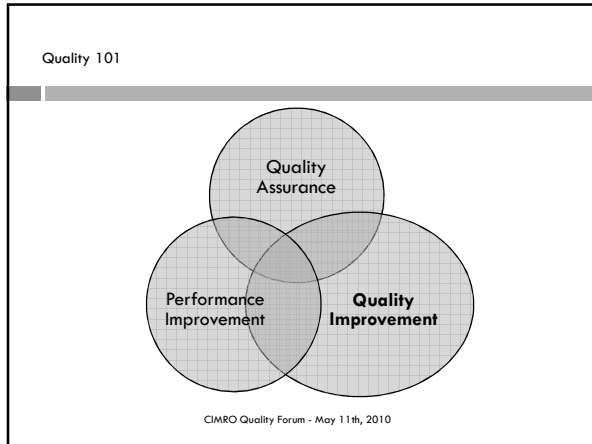 Quality 101
Quality
Assurance
Performance
Improvement
Quality
Improvement
CIMRO Quality Forum - May 11th, 2010